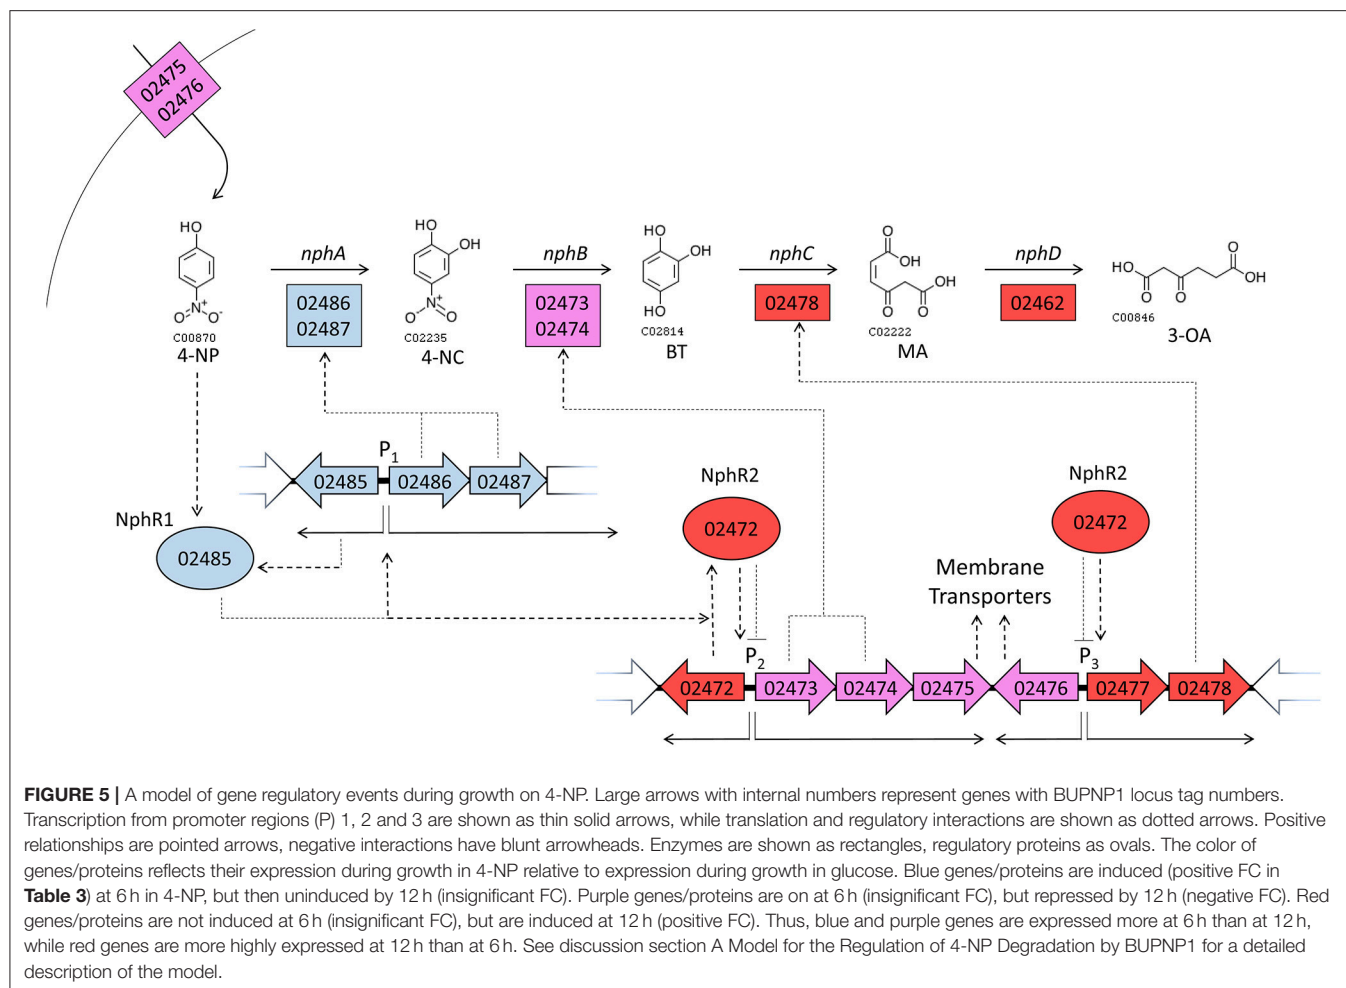 02475
02476
HO
N⁺
O
O⁻
C00870
4-NP
nphA
02486
02487
HO
OH
N⁺
O⁻
O
C02235
4-NC
nphB
02473
02474
HO
OH
HO
C02814
BT
nphC
02478
O
OH
O
OH
O
C02222
MA
nphD
02462
O
HO
O
O
OH
C00846
3-OA
P1
02485
02486
02487
NphR1
02485
NphR2
02472
NphR2
02472
Membrane
Transporters
P2
P3
02472
02473
02474
02475
02476
02477
02478
FIGURE 5 | A model of gene regulatory events during growth on 4-NP. Large arrows with internal numbers represent genes with BUPNP1 locus tag numbers.
Transcription from promoter regions (P) 1, 2 and 3 are shown as thin solid arrows, while translation and regulatory interactions are shown as dotted arrows. Positive
relationships are pointed arrows, negative interactions have blunt arrowheads. Enzymes are shown as rectangles, regulatory proteins as ovals. The color of
genes/proteins reflects their expression during growth in 4-NP relative to expression during growth in glucose. Blue genes/proteins are induced (positive FC in
Table 3) at 6 h in 4-NP, but then uninduced by 12 h (insignificant FC). Purple genes/proteins are on at 6 h (insignificant FC), but repressed by 12 h (negative FC). Red
genes/proteins are not induced at 6 h (insignificant FC), but are induced at 12 h (positive FC). Thus, blue and purple genes are expressed more at 6 h than at 12 h,
while red genes are more highly expressed at 12 h than at 6 h. See discussion section A Model for the Regulation of 4-NP Degradation by BUPNP1 for a detailed
description of the model.